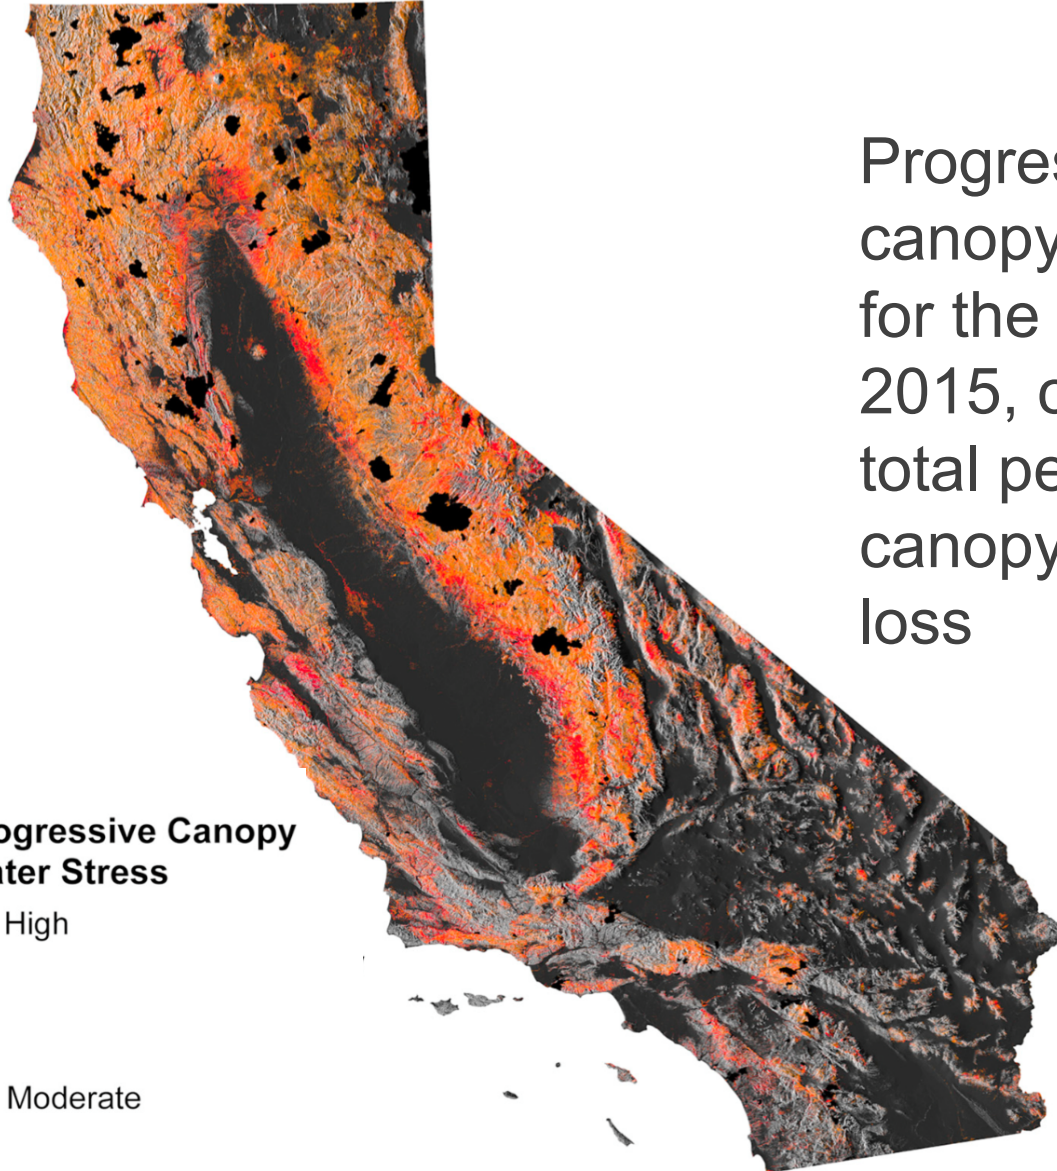 Progres
canopy
for the
2015, c
total pe
canopy
loss
ogressive Canopy
ater Stress
High
Moderate